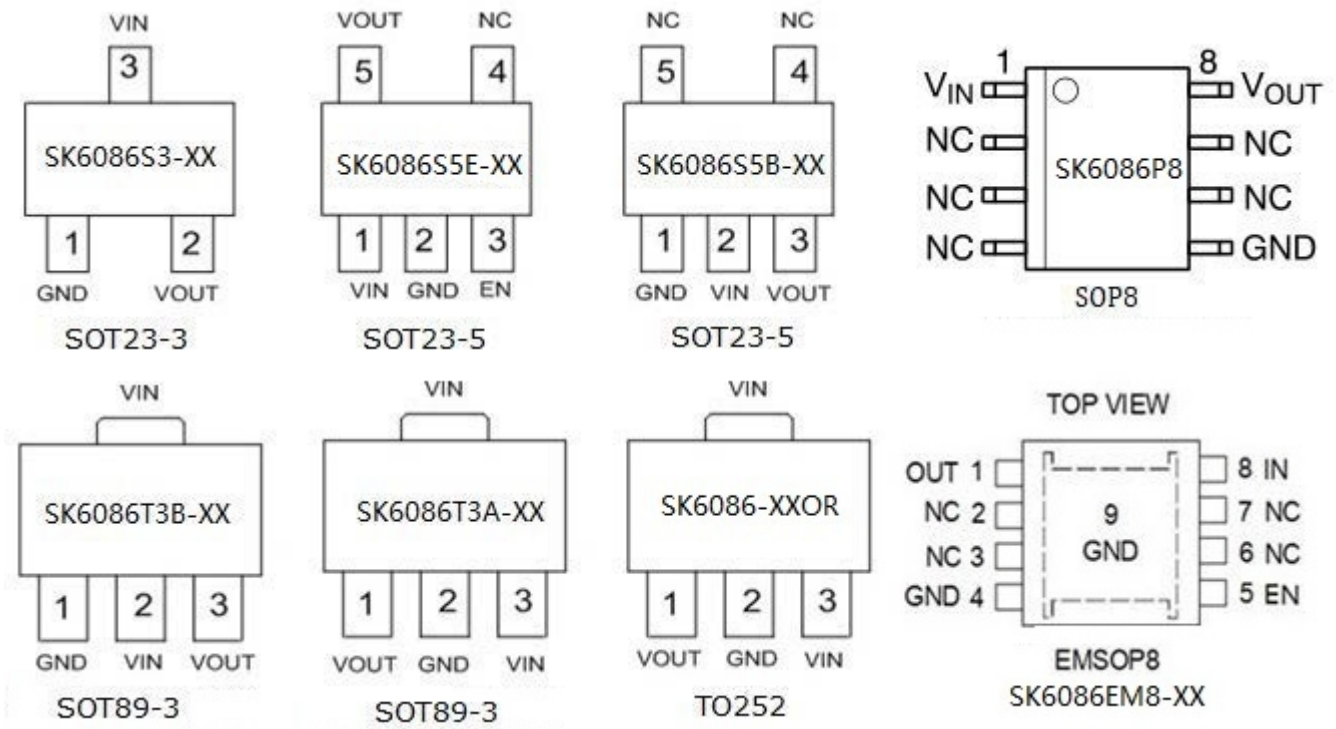 VIN
3
SK6086S3-XX
1 2
GND VOUT
SOT23-3
VOUT NC
5 4
SK6086S5E-XX
1 2 3
VIN GND EN
SOT23-5
NC NC
5 4
SK6086S5B-XX
1 2 3
GND VIN VOUT
SOT23-5
1 8
VIN VOUT
NC NC
SK6086P8
NC NC
NC GND
SOP8
VIN
SK6086T3B-XX
1 2 3
GND VIN VOUT
SOT89-3
VIN
SK6086T3A-XX
1 2 3
VOUT GND VIN
SOT89-3
VIN
SK6086-XXOR
1 2 3
VOUT GND VIN
TO252
TOP VIEW
OUT 1 8 IN
NC 2 9 7 NC
NC 3 GND 6 NC
GND 4 5 EN
EMSOP8
SK6086EM8-XX